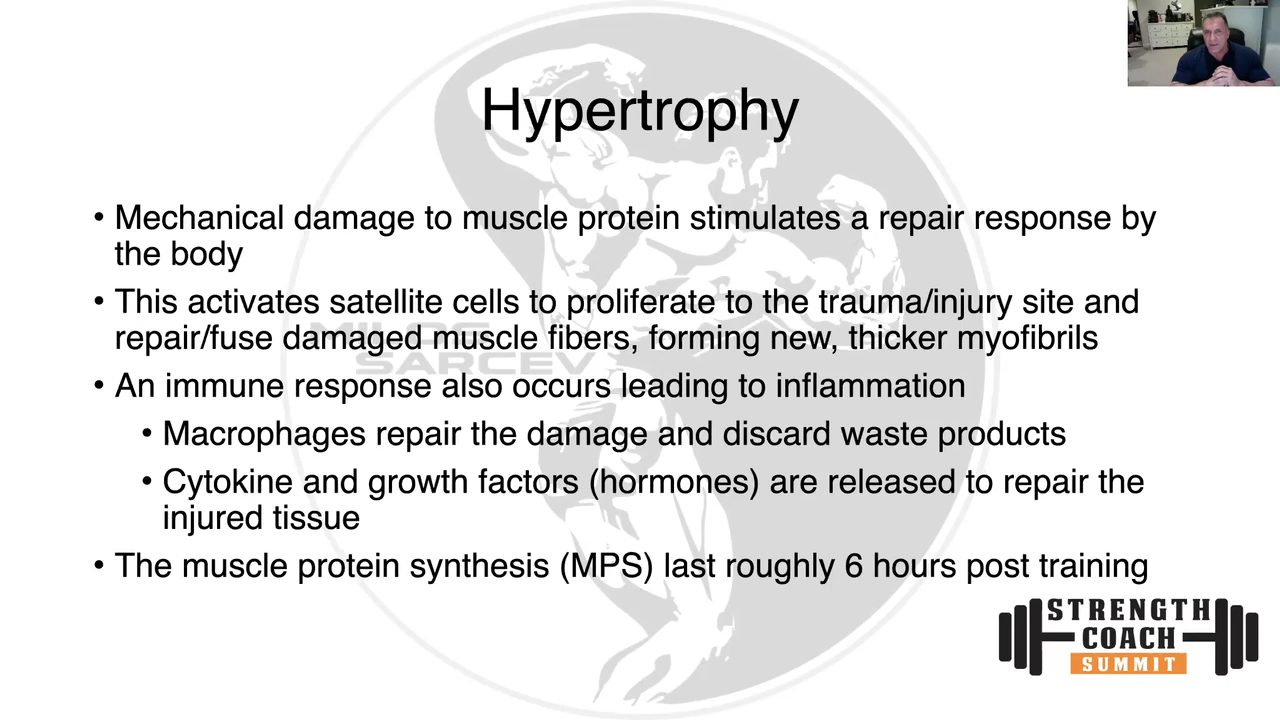 Hypertrophy
• Mechanical damage to muscle protein stimulates a repair response by
the body
• This activates satellite cells to proliferate to the trauma/injury site and
repair/fuse damaged muscle fibers, forming new, thicker myofibrils
MILOS
SARCEV
• An immune response also occurs leading to inflammation
• Macrophages repair the damage and discard waste products
• Cytokine and growth factors (hormones) are released to repair the
injured tissue
• The muscle protein synthesis (MPS) last roughly 6 hours post training
STRENGTH
COACH
SUMMIT